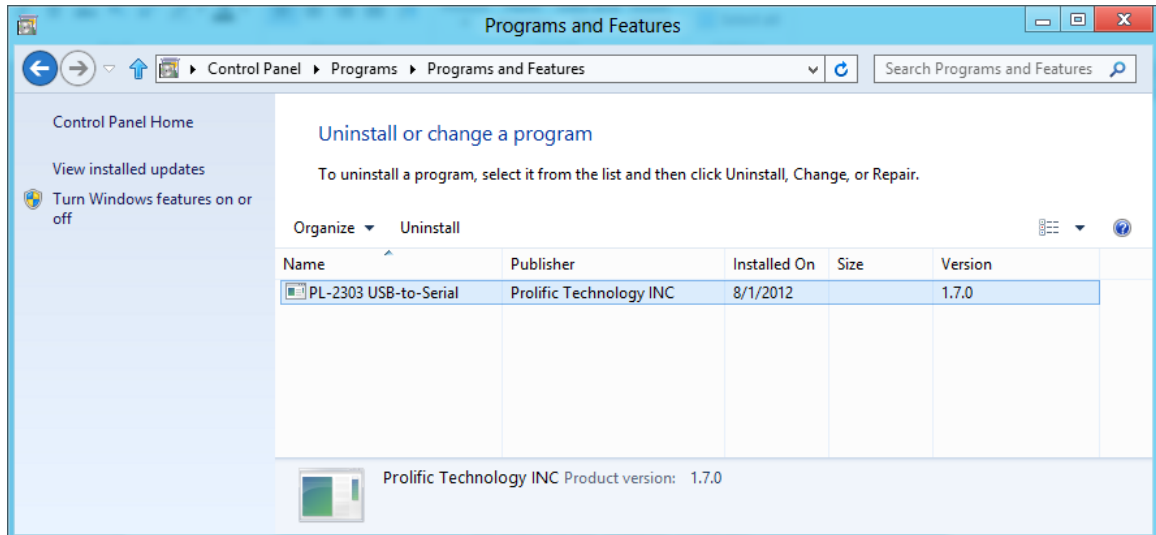 Programs and Features
Control Panel Programs Programs and Features
Search Programs and Features
Control Panel Home
View installed updates
Turn Windows features on or
off
Uninstall or change a program
To uninstall a program, select it from the list and then click Uninstall, Change, or Repair.
Organize Uninstall
Name Publisher Installed On Size Version
PL-2303 USB-to-Serial Prolific Technology INC 8/1/2012 1.7.0
Prolific Technology INC Product version: 1.7.0